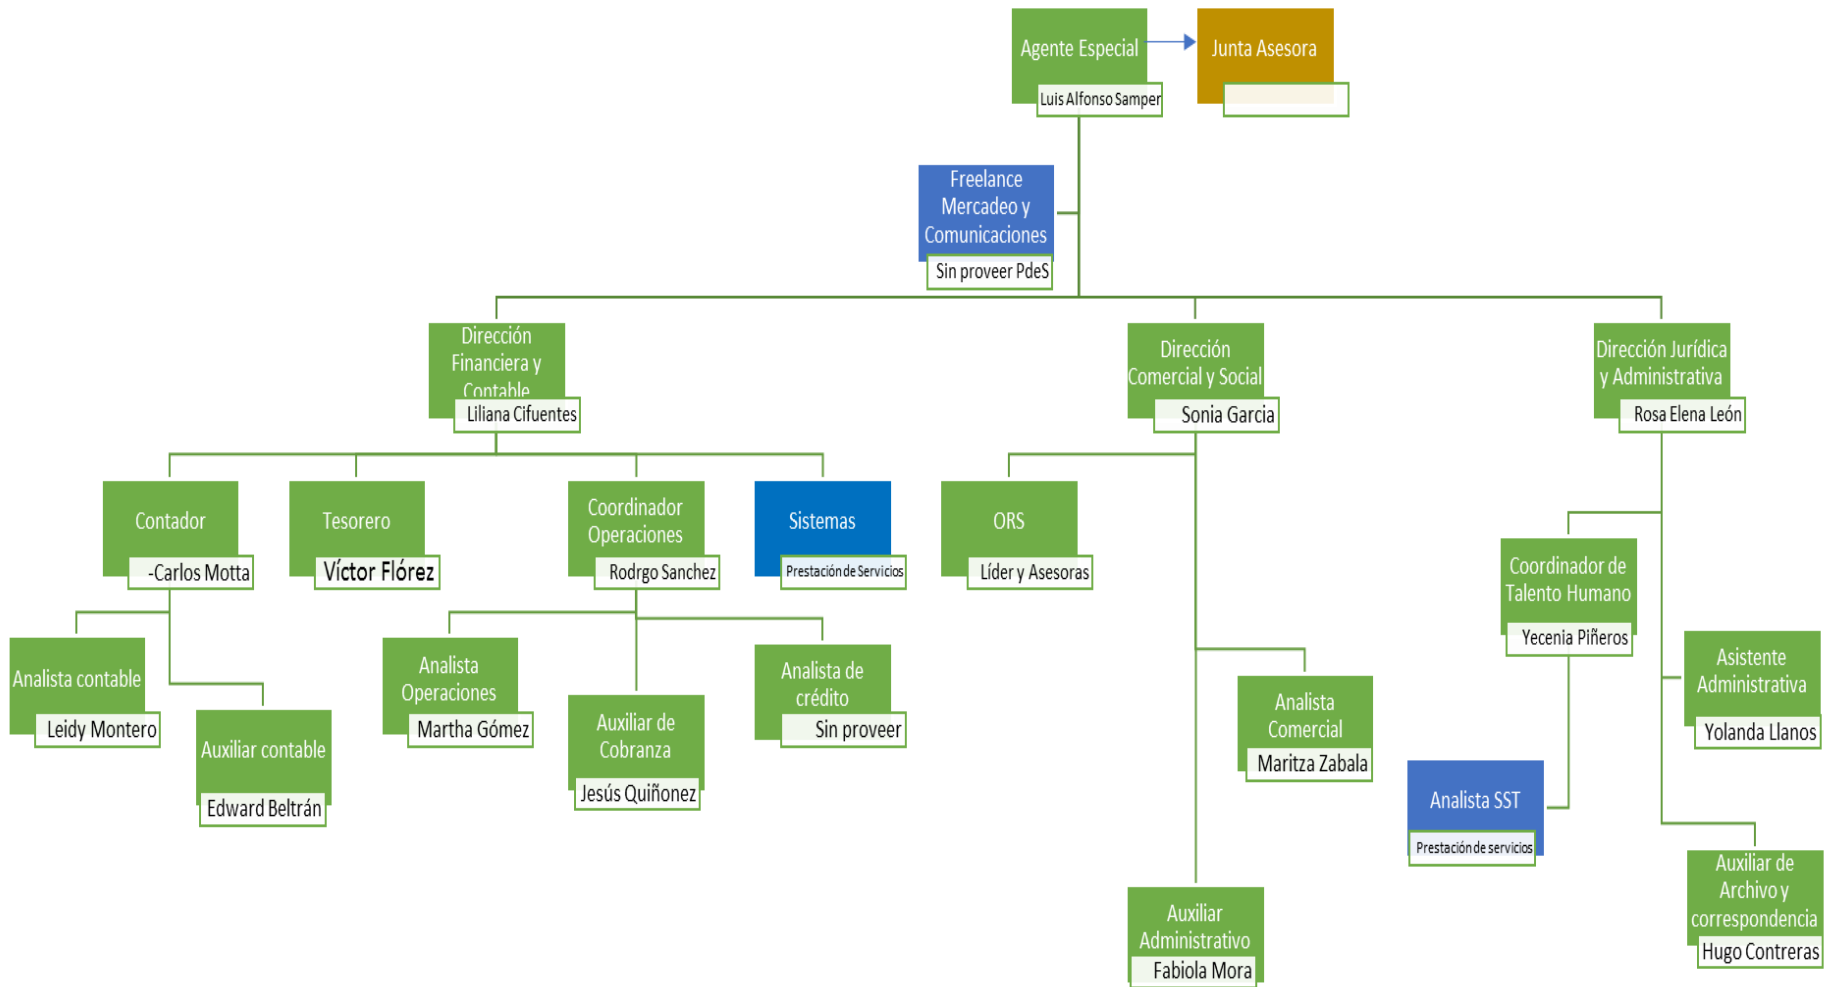 Agente Especial
Luis Alfonso Samper
Junta Asesora
Freelance
Mercadeo y
Comunicaciones
Sin proveer PdeS
Dirección
Financiera y
Contable
Liliana Cifuentes
Dirección
Comercial y Social
Sonia Garcia
Dirección Jurídica
y Administrativa
Rosa Elena León
Contador
-Carlos Motta
Tesorero
Víctor Flórez
Coordinador
Operaciones
Rodrgo Sanchez
Sistemas
Prestación de Servicios
ORS
Líder y Asesoras
Coordinador de
Talento Humano
Yecenia Piñeros
Analista contable
Leidy Montero
Auxiliar contable
Edward Beltrán
Analista
Operaciones
Martha Gómez
Auxiliar de
Cobranza
Jesús Quiñonez
Analista de
crédito
Sin proveer
Analista
Comercial
Maritza Zabala
Asistente
Administrativa
Yolanda Llanos
Analista SST
Prestación de servicios
Auxiliar
Administrativo
Fabiola Mora
Auxiliar de
Archivo y
correspondencia
Hugo Contreras